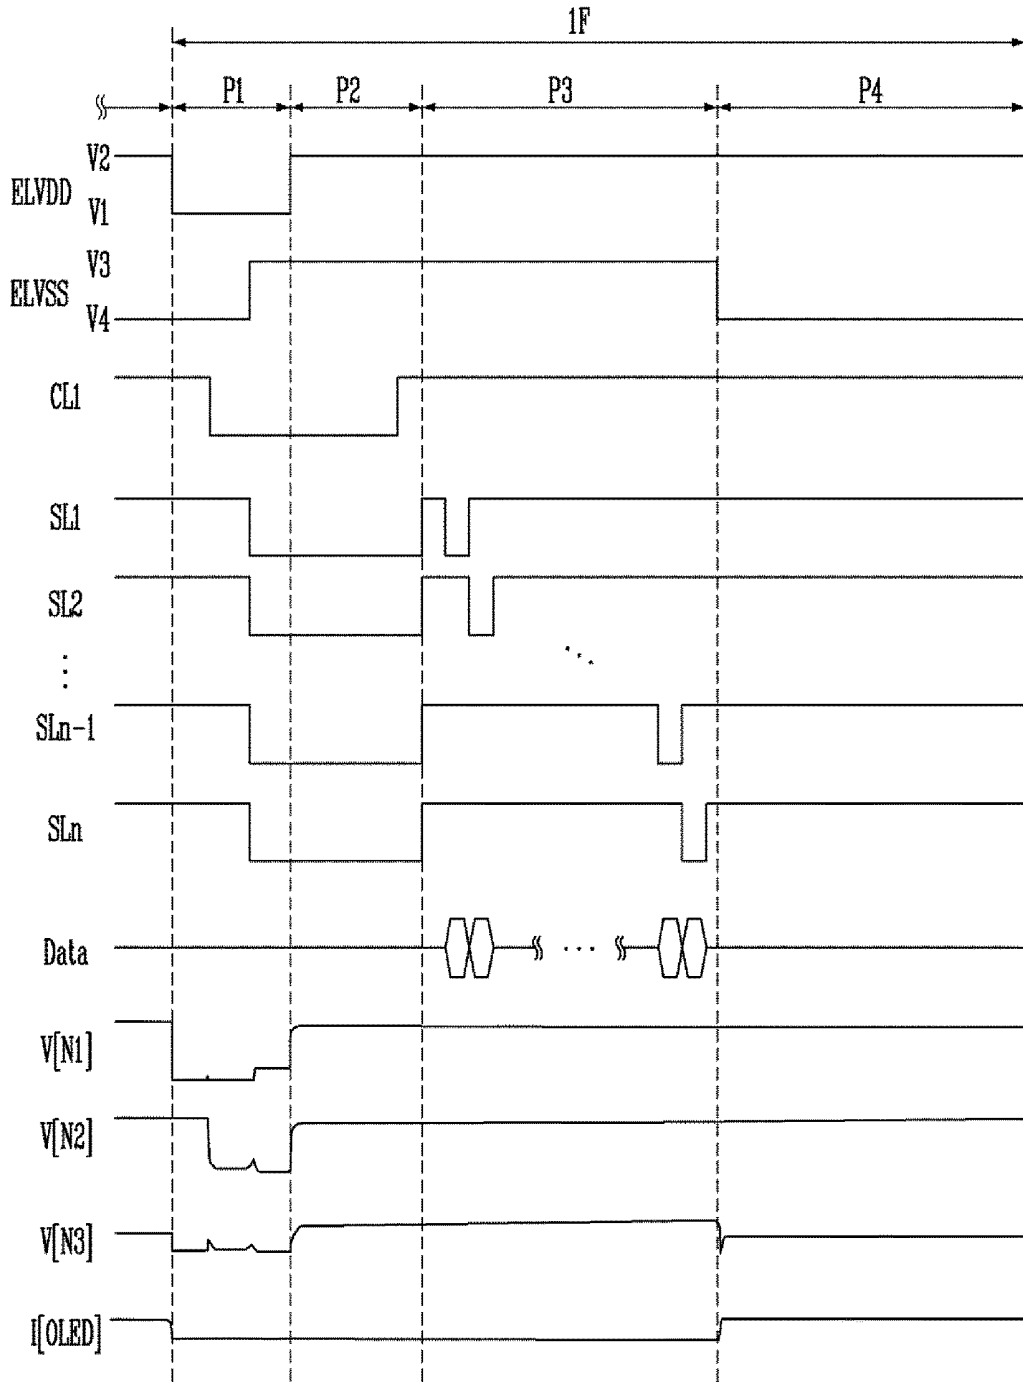 1F
P1 P2 P3 P4
V2
ELVDD
V1
V3
ELVSS
V4
CL1
SL1
SL2
⋮
SLn-1
SLn
Data
V[N1]
V[N2]
V[N3]
I[OLED]